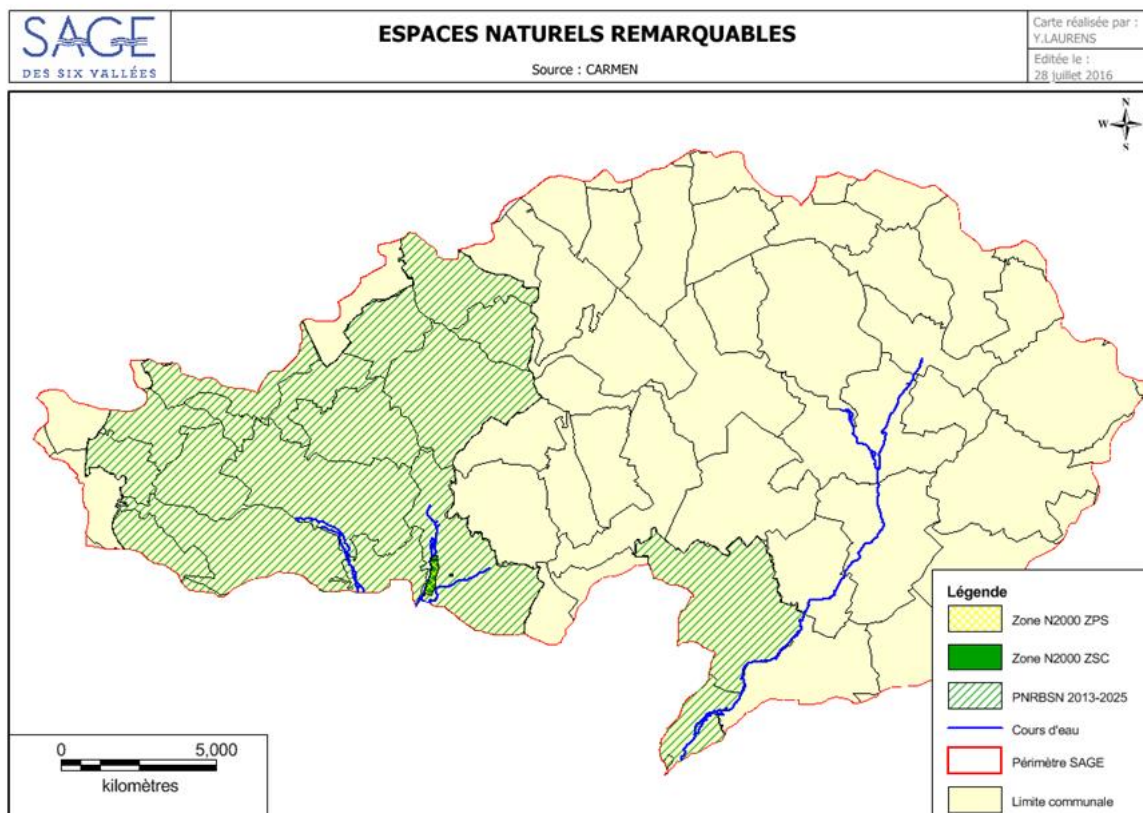 SAGE
DES SIX VALLÉES
ESPACES NATURELS REMARQUABLES
Source : CARMEN
Carte réalisée par :
Y.LAURENS
Editée le :
28 juillet 2016
N
W
S
Légende
Zone N2000 ZPS
Zone N2000 ZSC
PNRBSN 2013-2025
Cours d'eau
Périmètre SAGE
Limite communale
0 5,000
kilomètres